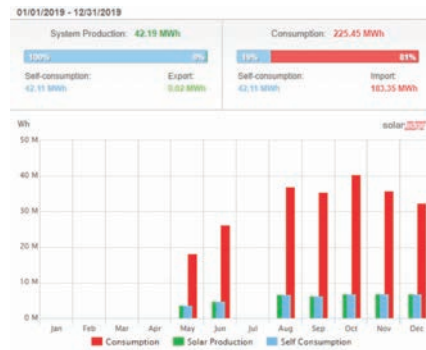 01/01/2019 - 12/31/2019
System Production: 42.19 MWh
Consumption: 225.45 MWh
100% 0%
19% 81%
Self-consumption: Export:
Self-consumption: Import:
42.11 MWh 0.02 MWh
42.11 MWh 183.35 MWh
Wh
solar
50 M
40 M
30 M
20 M
10 M
0 M
Jan Feb Mar Apr May Jun Jul Aug Sep Oct Nov Dec
Consumption Solar Production Self Consumption